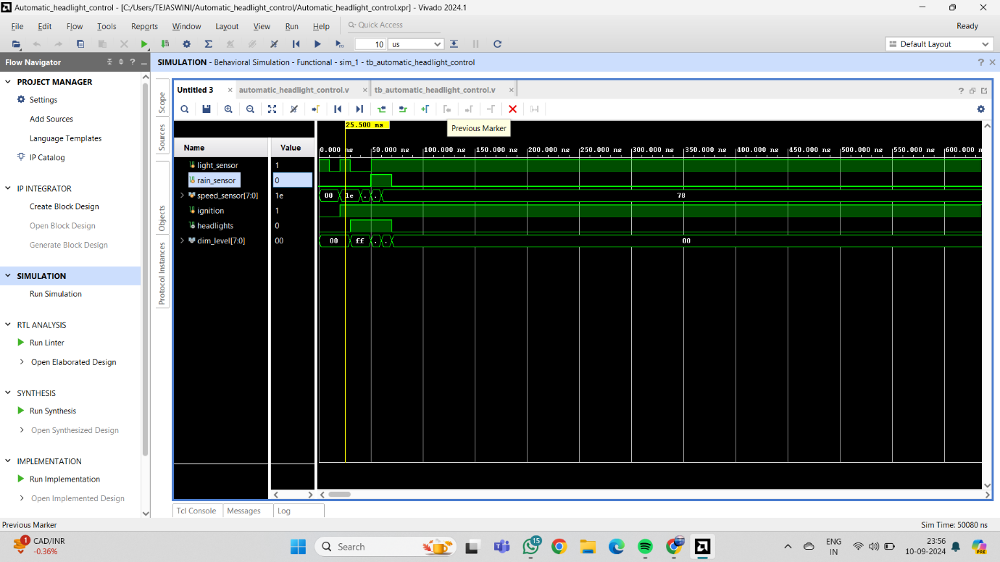 Automatic_headlight_control - [C:/Users/TEJASWINI/Automatic_headlight_control/Automatic_headlight_control.xpr] - Vivado 2024.1
File Edit Flow Tools Reports Window Layout View Run Help Quick Access Ready
10 us Default Layout
Flow Navigator
SIMULATION - Behavioral Simulation - Functional - sim_1 - tb_automatic_headlight_control
PROJECT MANAGER
Settings
Add Sources
Language Templates
IP Catalog
IP INTEGRATOR
Create Block Design
Open Block Design
Generate Block Design
SIMULATION
Run Simulation
RTL ANALYSIS
Run Linter
Open Elaborated Design
SYNTHESIS
Run Synthesis
Open Synthesized Design
IMPLEMENTATION
Run Implementation
Open Implemented Design
Scope
Sources
Objects
Protocol Instances
Untitled 3 automatic_headlight_control.v tb_automatic_headlight_control.v
25.500 ns
Previous Marker
Name Value
0.000 ns 50.000 ns 100.000 ns 150.000 ns 200.000 ns 250.000 ns 300.000 ns 350.000 ns 400.000 ns 450.000 ns 500.000 ns 550.000 ns 600.000 n
light_sensor 1
rain_sensor 0
speed_sensor[7:0] 1e 00 1e . . 78
ignition 1
headlights 0
dim_level[7:0] 00 00 ff . . 00
Tcl Console Messages Log
Previous Marker Sim Time: 50080 ns
1 CAD/INR
-0.36%
Search
15
ENG
IN
23:56
10-09-2024
PRE